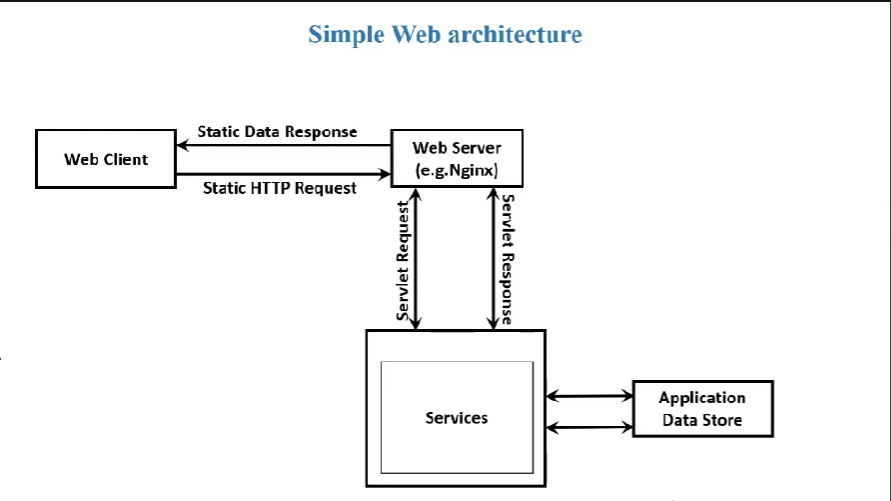 Simple Web architecture
Static Data Response
Web Client
Web Server
(e.g.Nginx)
Static HTTP Request
Servlet Request
Servlet Response
Services
Application
Data Store